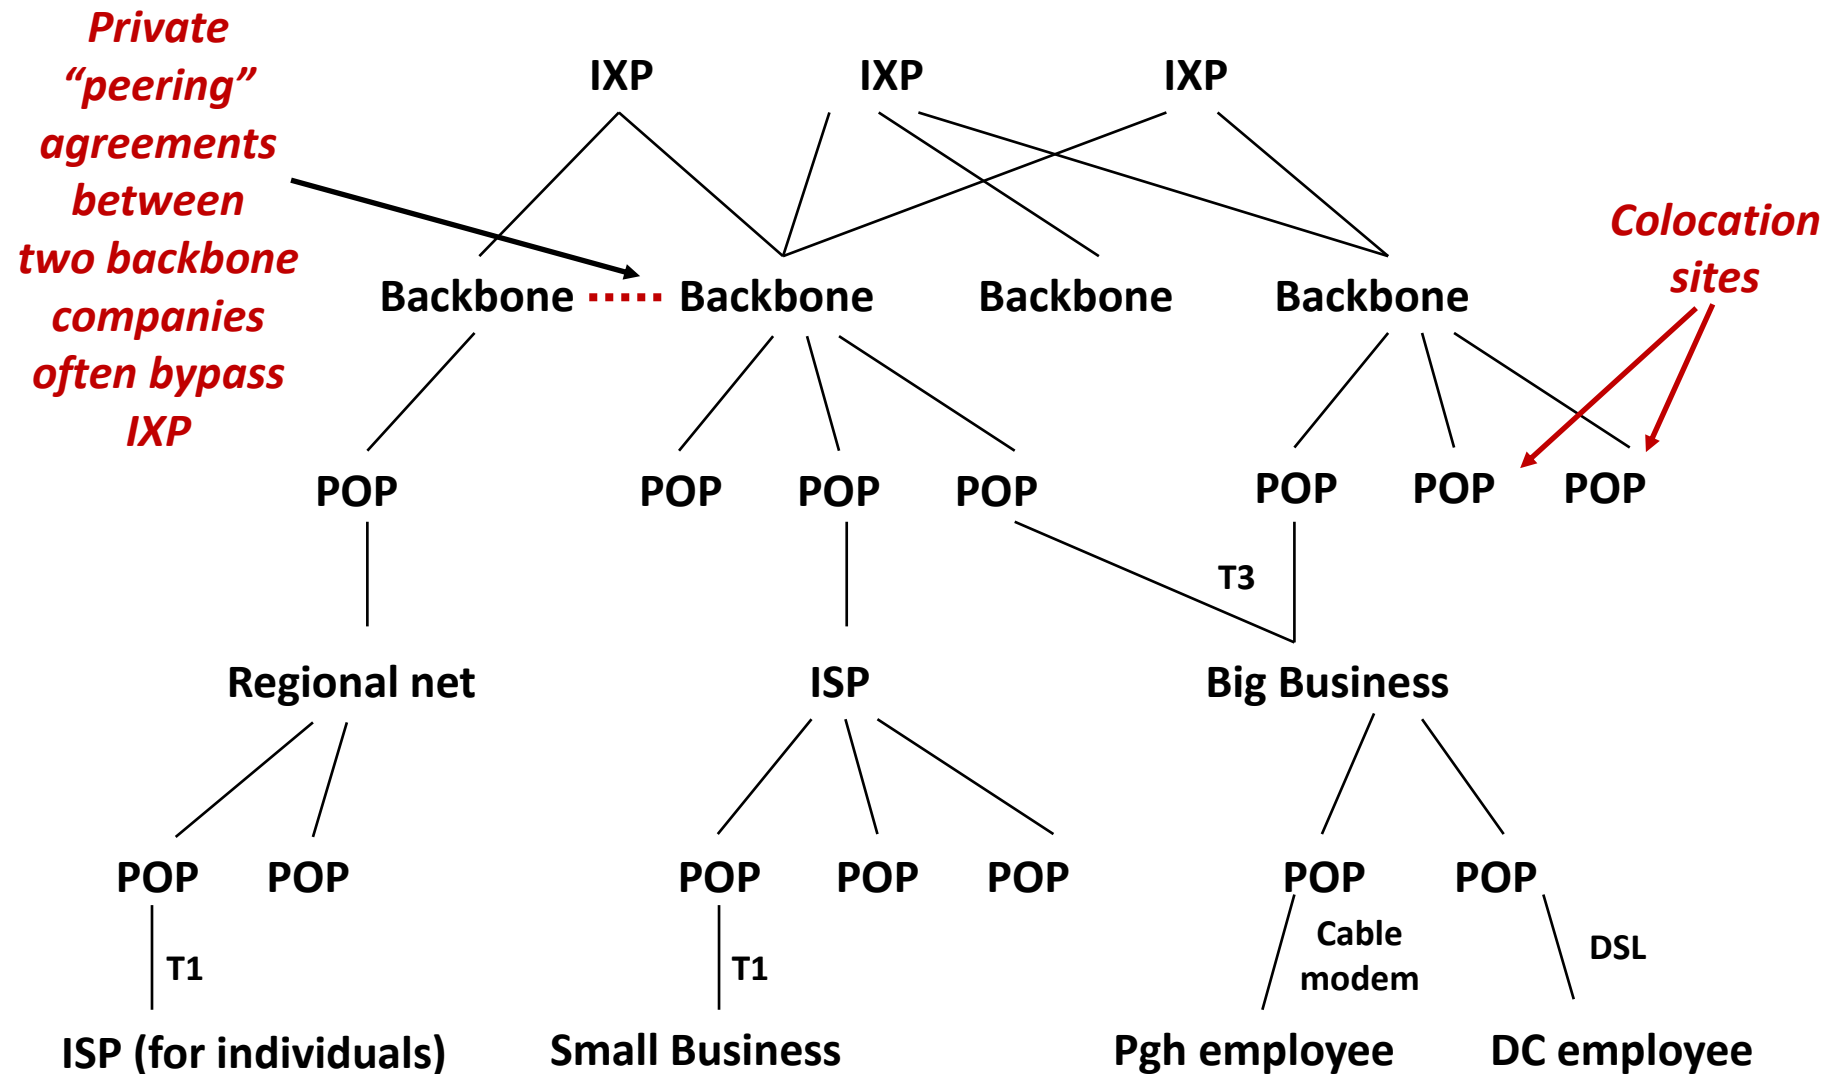 Private
“peering”
agreements
between
two backbone
companies
often bypass
IXP
IXP IXP IXP
Colocation
sites
Backbone Backbone Backbone Backbone
POP POP POP POP POP POP POP
T3
Regional net ISP Big Business
POP POP POP POP POP POP POP
T1 T1 Cable
modem DSL
ISP (for individuals) Small Business Pgh employee DC employee